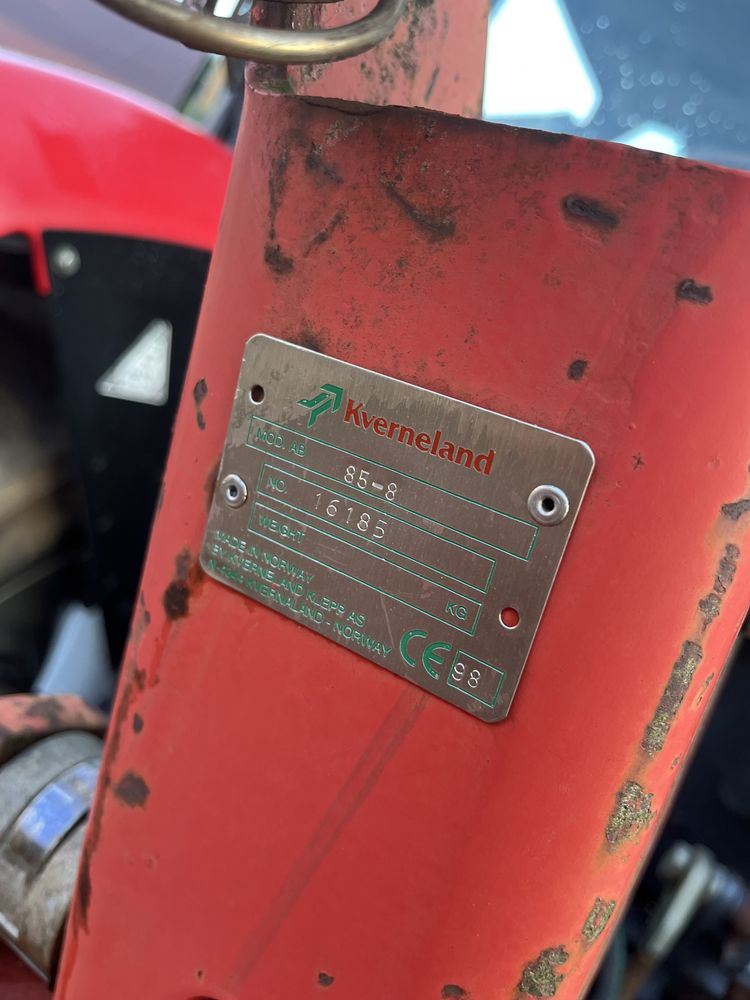 Kverneland
MOD. AB 85-8
NO. 16185
WEIGHT KG
MADE IN NORWAY
BY KVERNELAND KLEPP AS
N-4344 KVERNALAND - NORWAY
CE 98